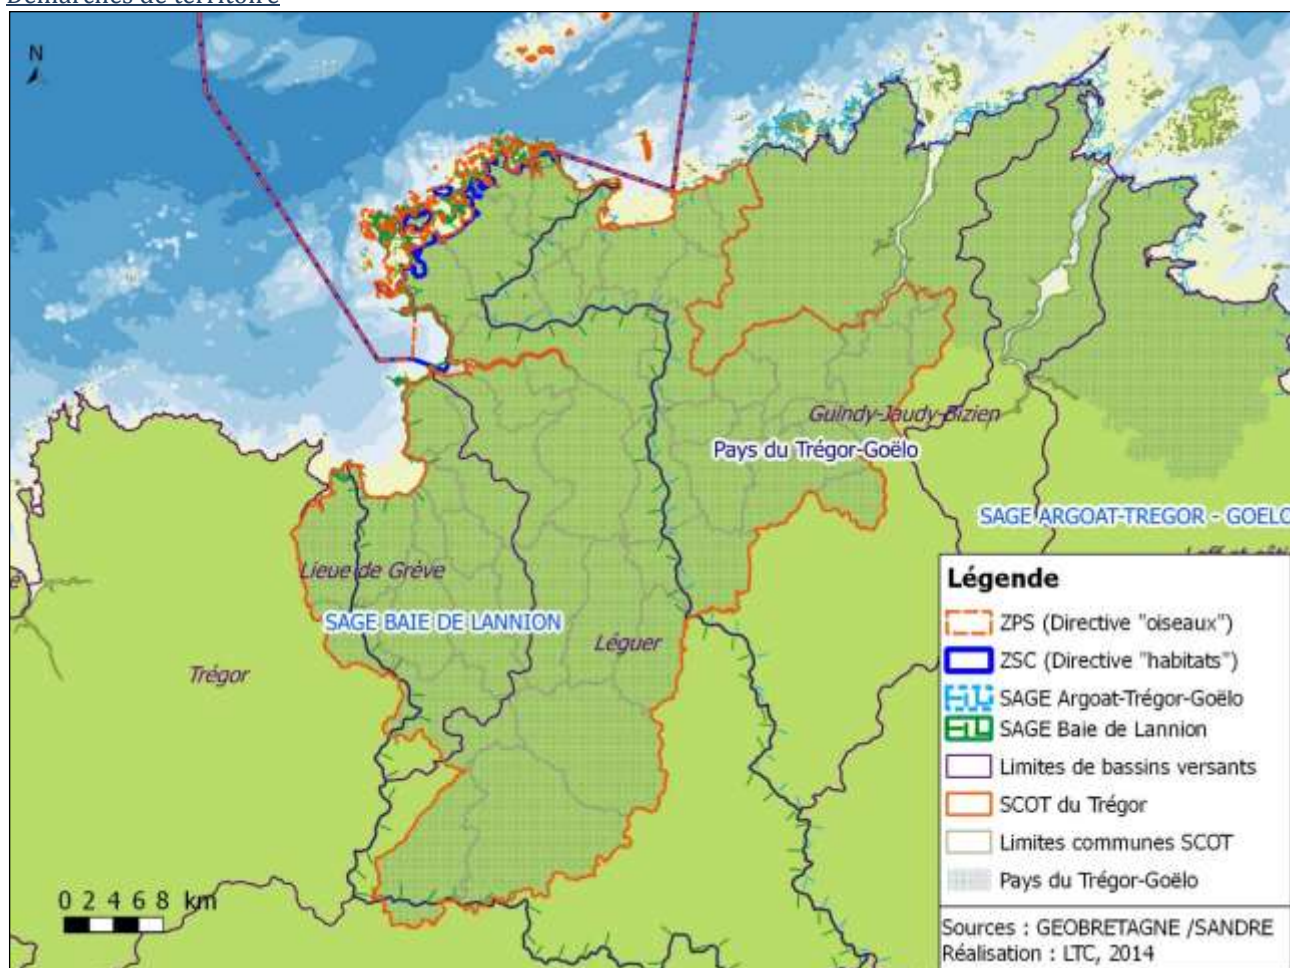 Démarches de territoire
N
Guindy-Jaudy-Bizien
Pays du Trégor-Goëlo
SAGE ARGOAT-TREGOR - GOELO
Lieue de Grève
SAGE BAIE DE LANNION
Léguer
Trégor
0 2 4 6 8 km
Légende
ZPS (Directive "oiseaux")
ZSC (Directive "habitats")
SAGE Argoat-Trégor-Goëlo
SAGE Baie de Lannion
Limites de bassins versants
SCOT du Trégor
Limites communes SCOT
Pays du Trégor-Goëlo
Sources : GEOBRETAGNE /SANDRE
Réalisation : LTC, 2014